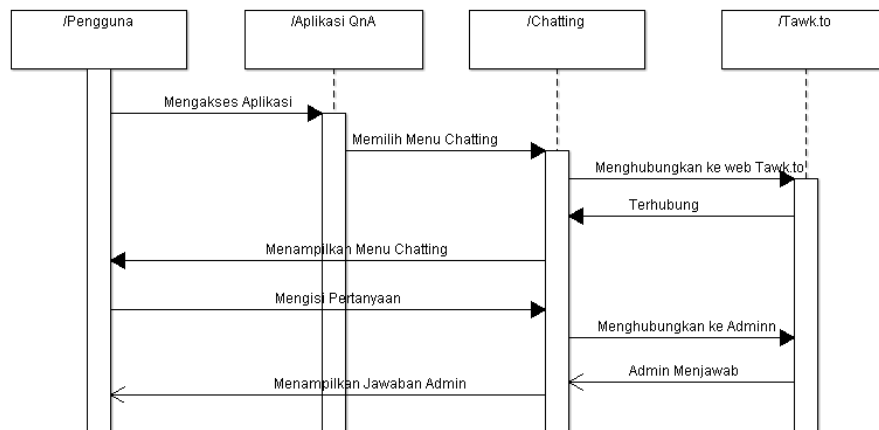 /Pengguna
/Aplikasi QnA
/Chatting
/Tawk.to
Mengakses Aplikasi
Memilih Menu Chatting
Menghubungkan ke web Tawk.to
Terhubung
Menampilkan Menu Chatting
Mengisi Pertanyaan
Menghubungkan ke Adminn
Admin Menjawab
Menampilkan Jawaban Admin